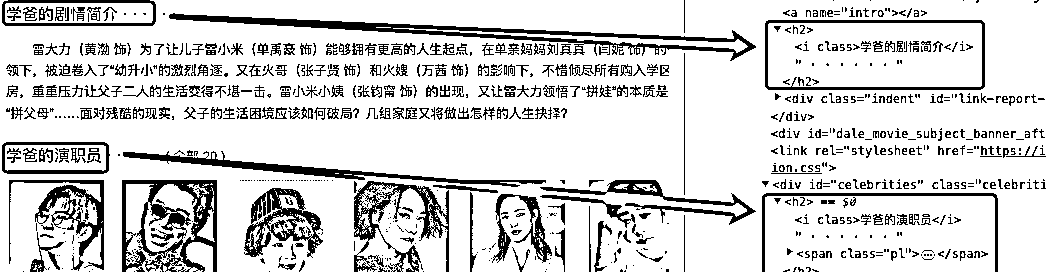 学爸的剧情简介 · · · ·
雷大力（黄渤 饰）为了让儿子雷小米（单禹豪 饰）能够拥有更高的人生起点，在单亲妈妈刘真真（闫妮 饰）的
领下，被迫卷入了“幼升小”的激烈角逐。又在火哥（张子贤 饰）和火嫂（万茜 饰）的影响下，不惜倾尽所有购入学区
房，重重压力让父子二人的生活变得不堪一击。雷小米小姨（张钧甯 饰）的出现，又让雷大力领悟了“拼娃”的本质是
“拼父母”……面对残酷的现实，父子的生活困境应该如何破局？几组家庭又将做出怎样的人生抉择？
学爸的演职员 （全部 20）
<a name="intro"></a>
▼<h2>
<i class>学爸的剧情简介</i>
" · · · · · · "
</h2>
▶<div class="indent" id="link-report-
</div>
<div id="dale_movie_subject_banner_aft
<link rel="stylesheet" href="https://i
ion.css">
▼<div id="celebrities" class="celebriti
▼<h2> == $0
<i class>学爸的演职员</i>
" · · · · · · "
▶<span class="pl">…</span>
</h2>